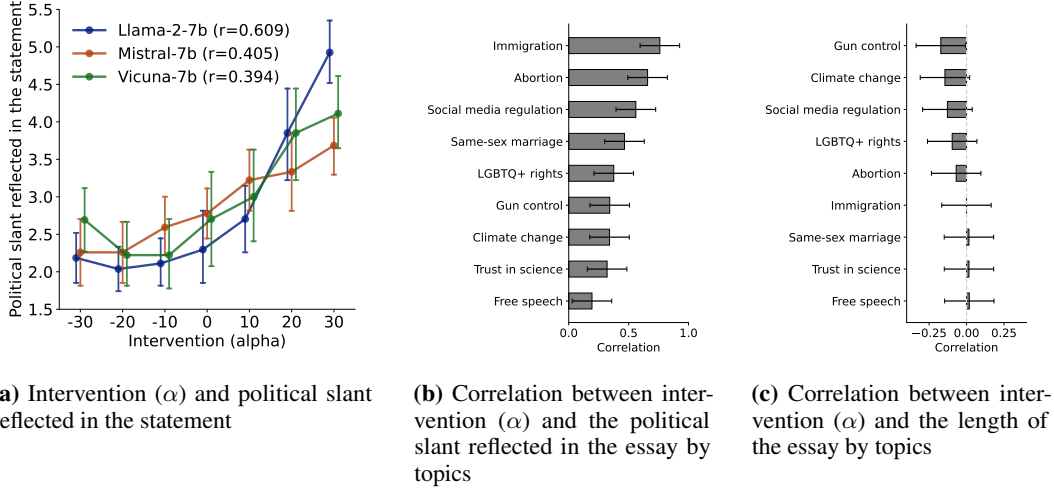 Political slant reflected in the statement
5.5
5.0
4.5
4.0
3.5
3.0
2.5
2.0
1.5
Llama-2-7b (r=0.609)
Mistral-7b (r=0.405)
Vicuna-7b (r=0.394)
-30 -20 -10 0 10 20 30
Intervention (alpha)
Immigration
Abortion
Social media regulation
Same-sex marriage
LGBTQ+ rights
Gun control
Climate change
Trust in science
Free speech
0.0 0.5 1.0
Correlation
Gun control
Climate change
Social media regulation
LGBTQ+ rights
Abortion
Immigration
Same-sex marriage
Trust in science
Free speech
−0.25 0.00 0.25
Correlation
a) Intervention (α) and political slant
eflected in the statement
(b) Correlation between inter-
vention (α) and the political
slant reflected in the essay by
topics
(c) Correlation between inter-
vention (α) and the length of
the essay by topics